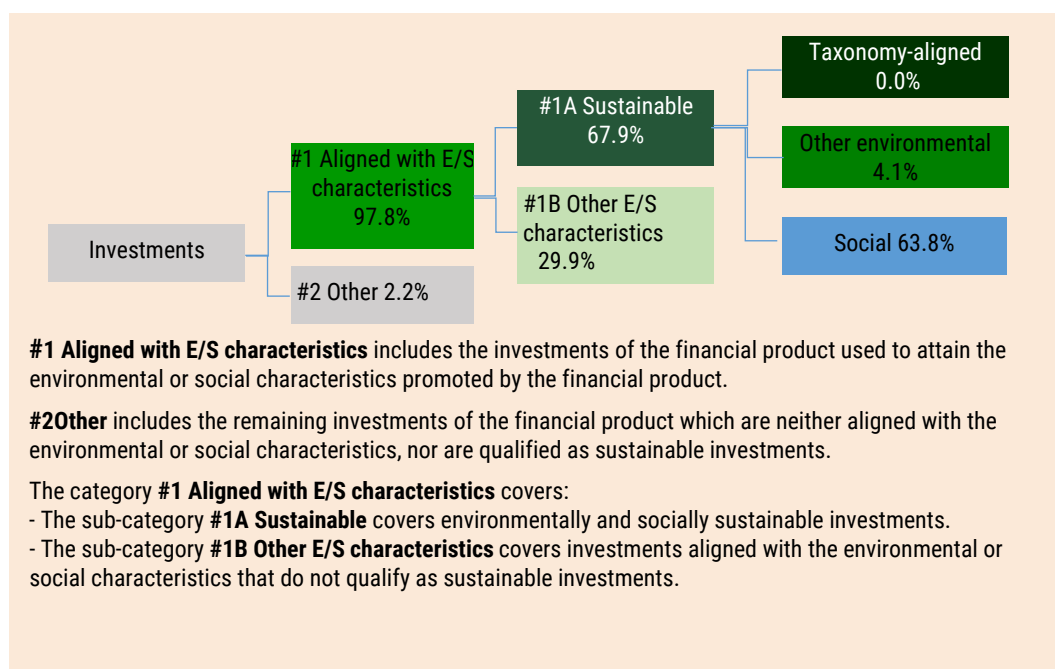 Taxonomy-aligned
0.0%
#1A Sustainable
67.9%
Other environmental
4.1%
#1 Aligned with E/S
characteristics
97.8%
#1B Other E/S
characteristics
29.9%
Social 63.8%
Investments
#2 Other 2.2%
#1 Aligned with E/S characteristics includes the investments of the financial product used to attain the
environmental or social characteristics promoted by the financial product.
#2Other includes the remaining investments of the financial product which are neither aligned with the
environmental or social characteristics, nor are qualified as sustainable investments.
The category #1 Aligned with E/S characteristics covers:
- The sub-category #1A Sustainable covers environmentally and socially sustainable investments.
- The sub-category #1B Other E/S characteristics covers investments aligned with the environmental or
social characteristics that do not qualify as sustainable investments.